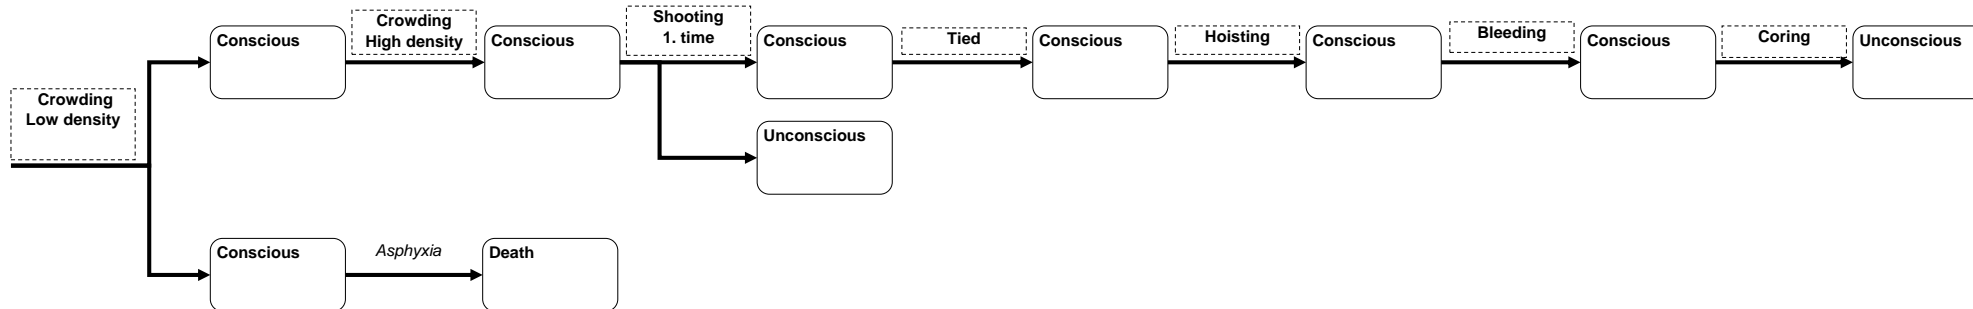 Crowding
Low density
Conscious
Crowding
High density
Conscious
Shooting
1. time
Conscious
Tied
Conscious
Hoisting
Conscious
Bleeding
Conscious
Coring
Unconscious
Unconscious
Conscious
Asphyxia
Death